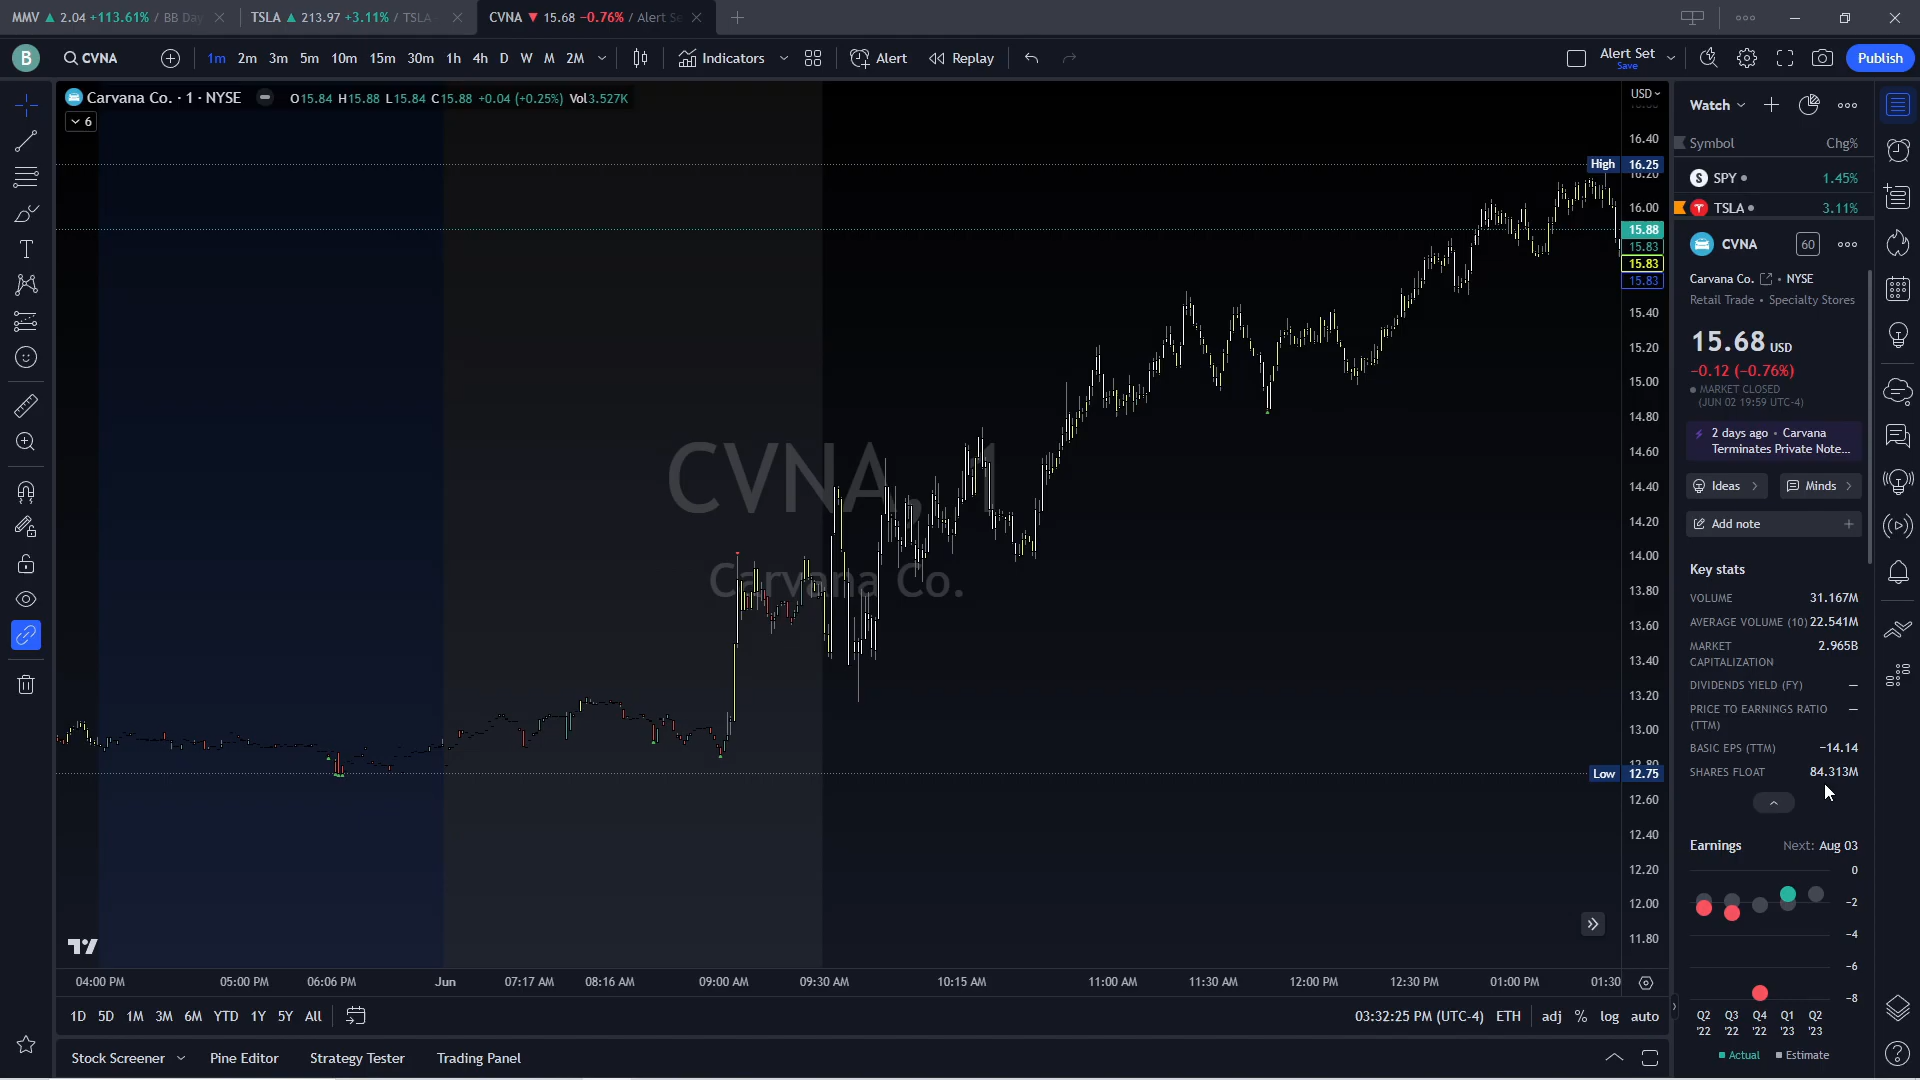 MMV ▲ 2.04 +113.61% / BB Day
TSLA ▲ 213.97 +3.11% / TSLA
CVNA ▼ 15.68 −0.76% / Alert Se
B
CVNA
1m 2m 3m 5m 10m 15m 30m 1h 4h D W M 2M
Indicators
Alert
Replay
Alert Set
Save
Publish
Carvana Co. · 1 · NYSE
O15.84 H15.88 L15.84 C15.88 +0.04 (+0.25%) Vol3.527K
6
CVNA, 1
Carvana Co.
USD
16.40
High 16.25
16.20
16.00
15.88
15.83
15.83
15.83
15.40
15.20
15.00
14.80
14.60
14.40
14.20
14.00
13.80
13.60
13.40
13.20
13.00
12.80
Low 12.75
12.60
12.40
12.20
12.00
11.80
04:00 PM 05:00 PM 06:06 PM Jun 07:17 AM 08:16 AM 09:00 AM 09:30 AM 10:15 AM 11:00 AM 11:30 AM 12:00 PM 12:30 PM 01:00 PM 01:30
1D 5D 1M 3M 6M YTD 1Y 5Y All
03:32:25 PM (UTC-4) ETH adj % log auto
Stock Screener Pine Editor Strategy Tester Trading Panel
Watch
Symbol Chg%
S SPY 1.45%
TSLA 3.11%
CVNA 60
Carvana Co. • NYSE
Retail Trade • Specialty Stores
15.68 USD
−0.12 (−0.76%)
MARKET CLOSED
(JUN 02 19:59 UTC-4)
2 days ago • Carvana
Terminates Private Note...
Ideas Minds
Add note
Key stats
VOLUME 31.167M
AVERAGE VOLUME (10) 22.541M
MARKET CAPITALIZATION 2.965B
DIVIDENDS YIELD (FY) —
PRICE TO EARNINGS RATIO (TTM) —
BASIC EPS (TTM) −14.14
SHARES FLOAT 84.313M
Earnings Next: Aug 03
0
−2
−4
−6
−8
Q2 Q3 Q4 Q1 Q2
'22 '22 '22 '23 '23
Actual Estimate